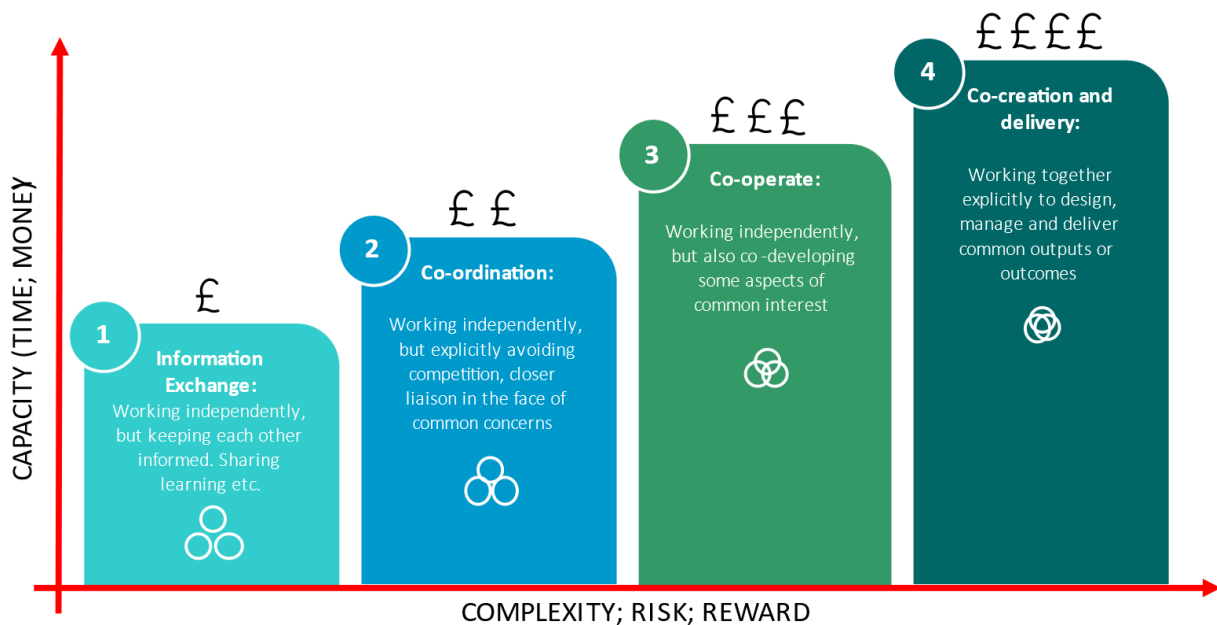 ££££
4
Co-creation and
delivery:
Working together
explicitly to design,
manage and deliver
common outputs or
outcomes
£££
3
Co-operate:
Working independently,
but also co -developing
some aspects of
common interest
££
2
Co-ordination:
Working independently,
but explicitly avoiding
competition, closer
liaison in the face of
common concerns
£
1
Information
Exchange:
Working independently,
but keeping each other
informed. Sharing
learning etc.
CAPACITY (TIME; MONEY)
COMPLEXITY; RISK; REWARD